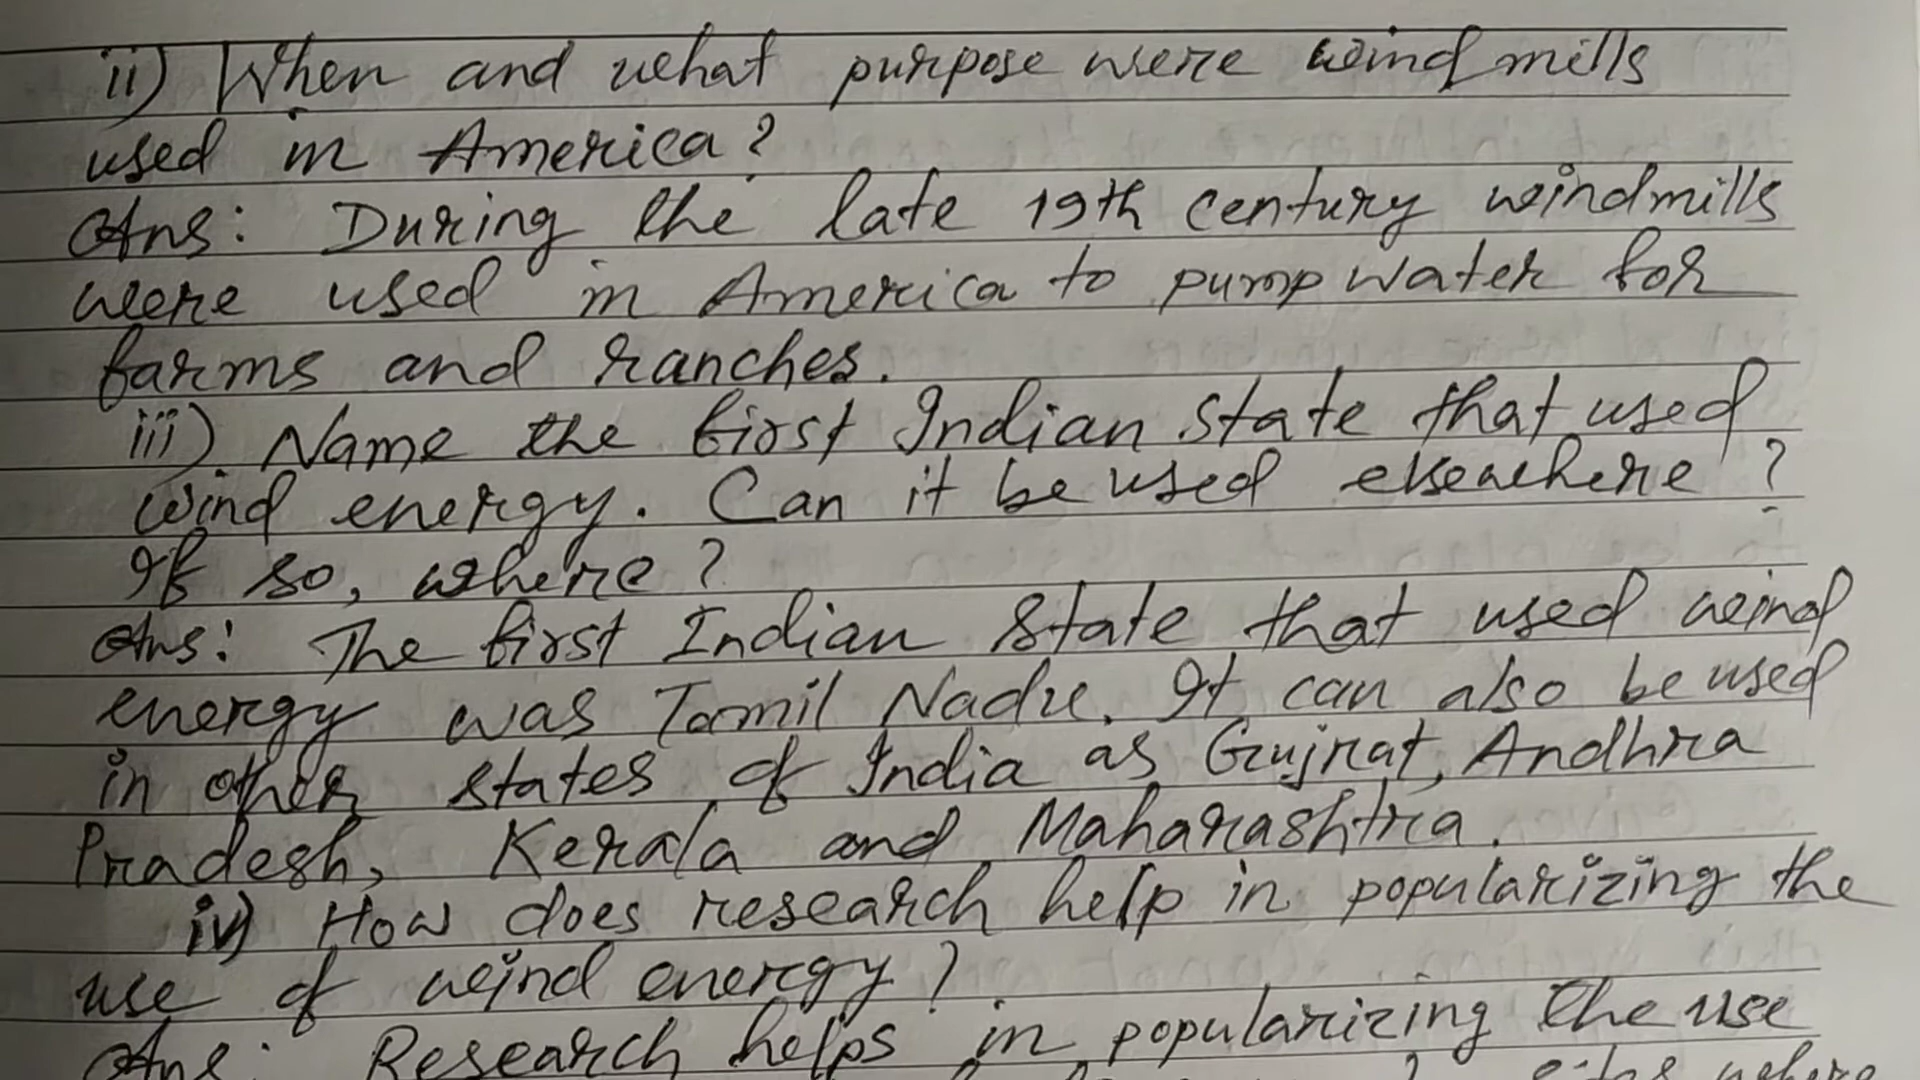 ii) When and what purpose were windmills
used in America?
Ans: During the late 19th century windmills
were used in America to pump water for
farms and ranches.
iii) Name the first Indian state that used
wind energy. Can it be used elsewhere?
If so, where?
Ans: The first Indian state that used wind
energy was Tamil Nadu. It can also be used
in other states of India as Gujrat, Andhra
Pradesh, Kerala and Maharashtra.
iv) How does research help in popularizing the
use of wind energy?
Ans: Research helps in popularizing the use
where